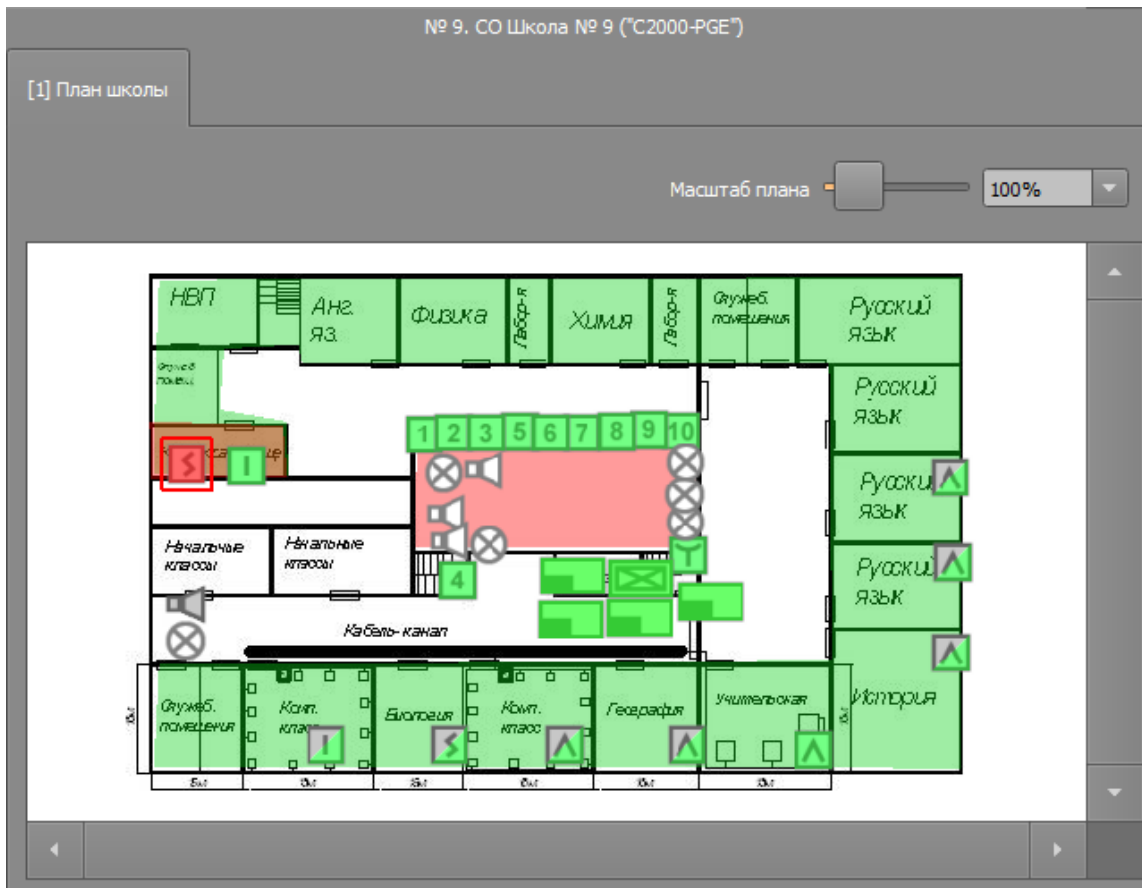 № 9. СО Школа № 9 ("С2000-PGE")
[1] План школы
Масштаб плана
100%
НВП
Анг.
яз.
Физика
Лабор-я
Химия
Лабор-я
Служеб.
помещения
Русский
язык
Служеб.
Русский
язык
1 2 3 5 6 7 8 9 10
Русский
язык
Начальные
классы
Начальные
классы
Русский
язык
4
Кабель-канал
Служеб.
помещения
Комп.
класс
Биология
Комп.
класс
География
Учительская
История